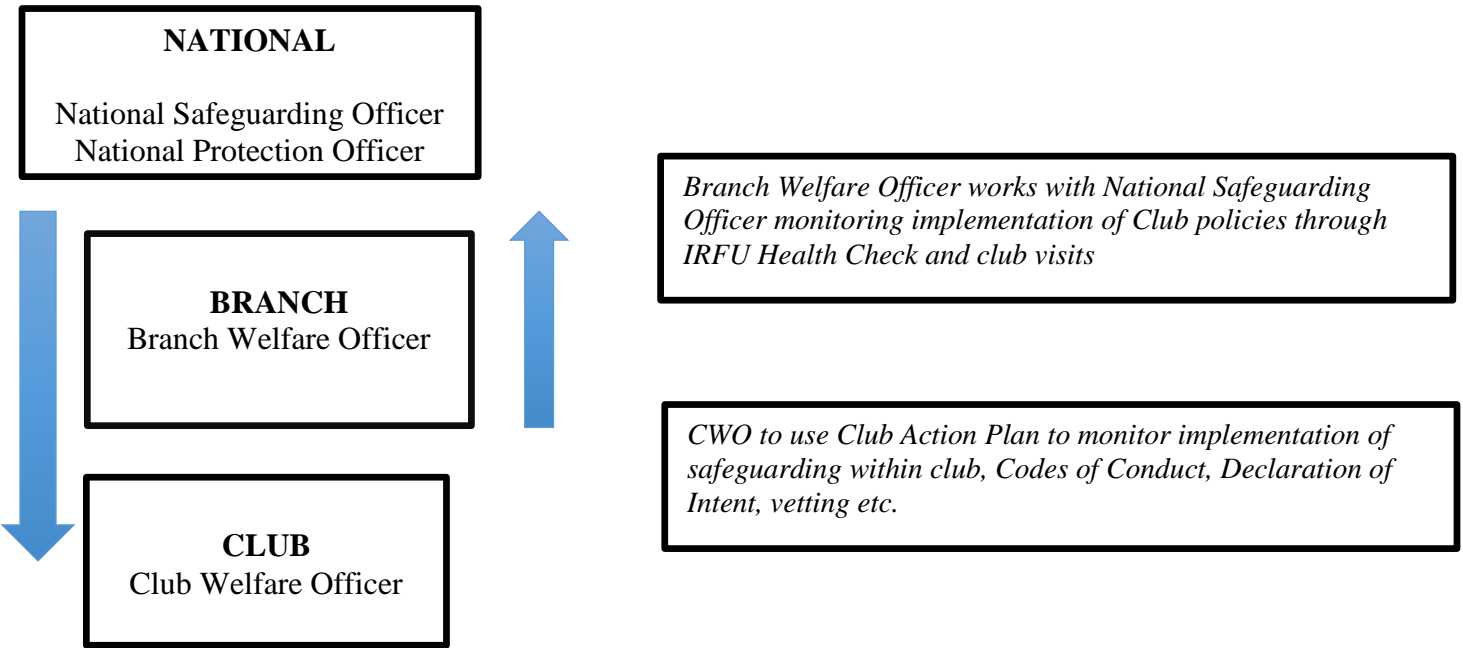 NATIONAL
National Safeguarding Officer
National Protection Officer
Branch Welfare Officer works with National Safeguarding
Officer monitoring implementation of Club policies through
IRFU Health Check and club visits
BRANCH
Branch Welfare Officer
CWO to use Club Action Plan to monitor implementation of
safeguarding within club, Codes of Conduct, Declaration of
Intent, vetting etc.
CLUB
Club Welfare Officer